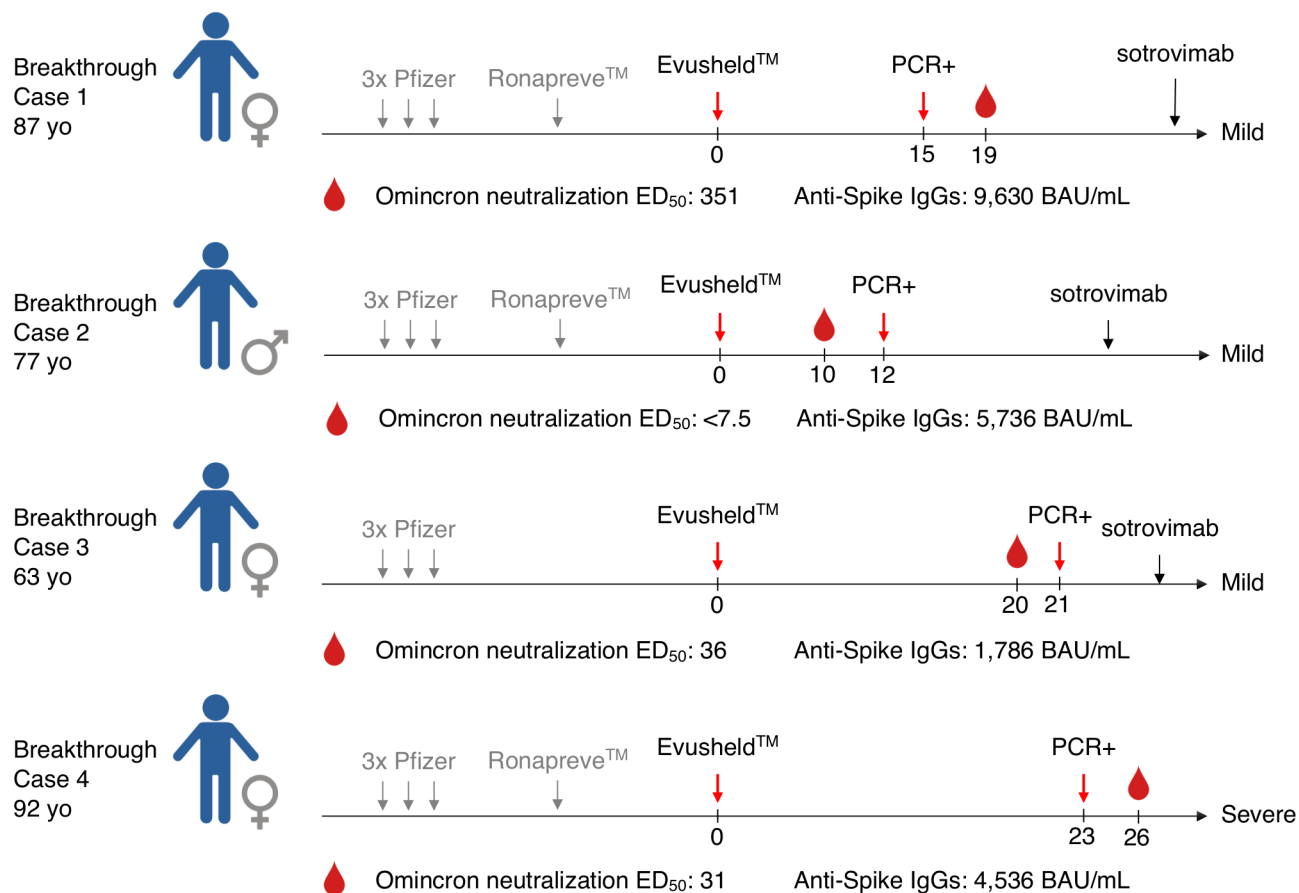 Breakthrough
Case 1
87 yo
3x Pfizer
Ronapreve™
Evusheld™
PCR+
sotrovimab
0
15
19
Mild
Omincron neutralization ED₅₀: 351
Anti-Spike IgGs: 9,630 BAU/mL
Breakthrough
Case 2
77 yo
3x Pfizer
Ronapreve™
Evusheld™
PCR+
sotrovimab
0
10
12
Mild
Omincron neutralization ED₅₀: <7.5
Anti-Spike IgGs: 5,736 BAU/mL
Breakthrough
Case 3
63 yo
3x Pfizer
Evusheld™
PCR+
sotrovimab
0
20
21
Mild
Omincron neutralization ED₅₀: 36
Anti-Spike IgGs: 1,786 BAU/mL
Breakthrough
Case 4
92 yo
3x Pfizer
Ronapreve™
Evusheld™
PCR+
0
23
26
Severe
Omincron neutralization ED₅₀: 31
Anti-Spike IgGs: 4,536 BAU/mL